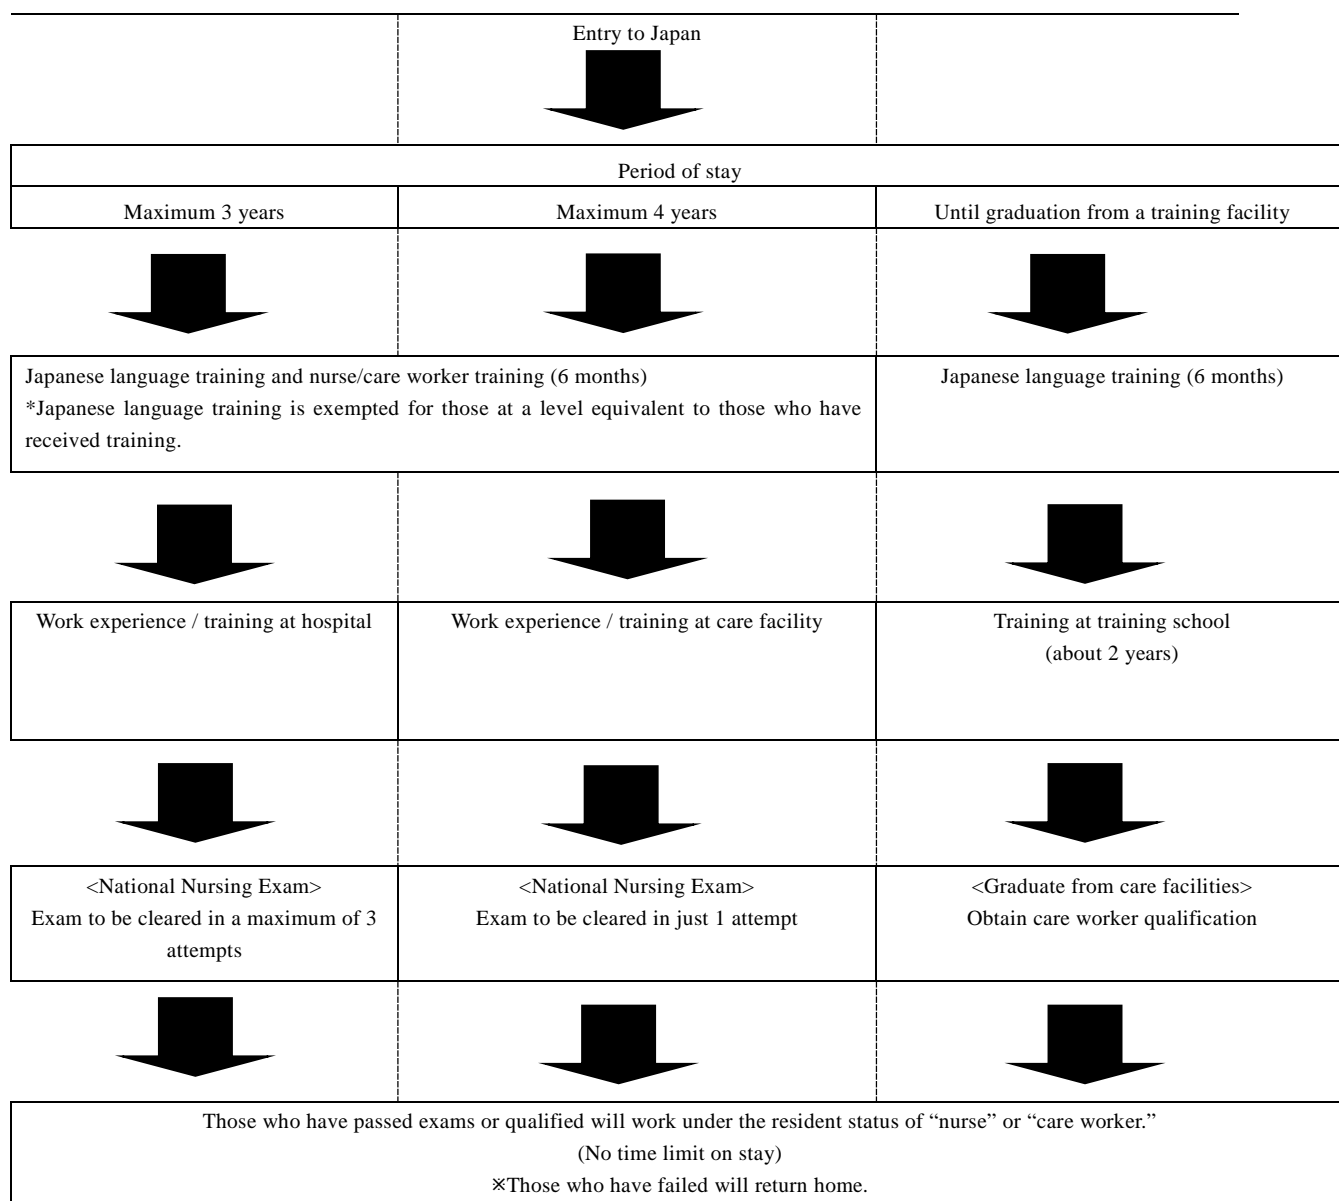 Entry to Japan
Period of stay
Maximum 3 years
Maximum 4 years
Until graduation from a training facility
Japanese language training and nurse/care worker training (6 months)
*Japanese language training is exempted for those at a level equivalent to those who have
received training.
Japanese language training (6 months)
Work experience / training at hospital
Work experience / training at care facility
Training at training school
(about 2 years)
<National Nursing Exam>
Exam to be cleared in a maximum of 3
attempts
<National Nursing Exam>
Exam to be cleared in just 1 attempt
<Graduate from care facilities>
Obtain care worker qualification
Those who have passed exams or qualified will work under the resident status of “nurse” or “care worker.”
(No time limit on stay)
※Those who have failed will return home.